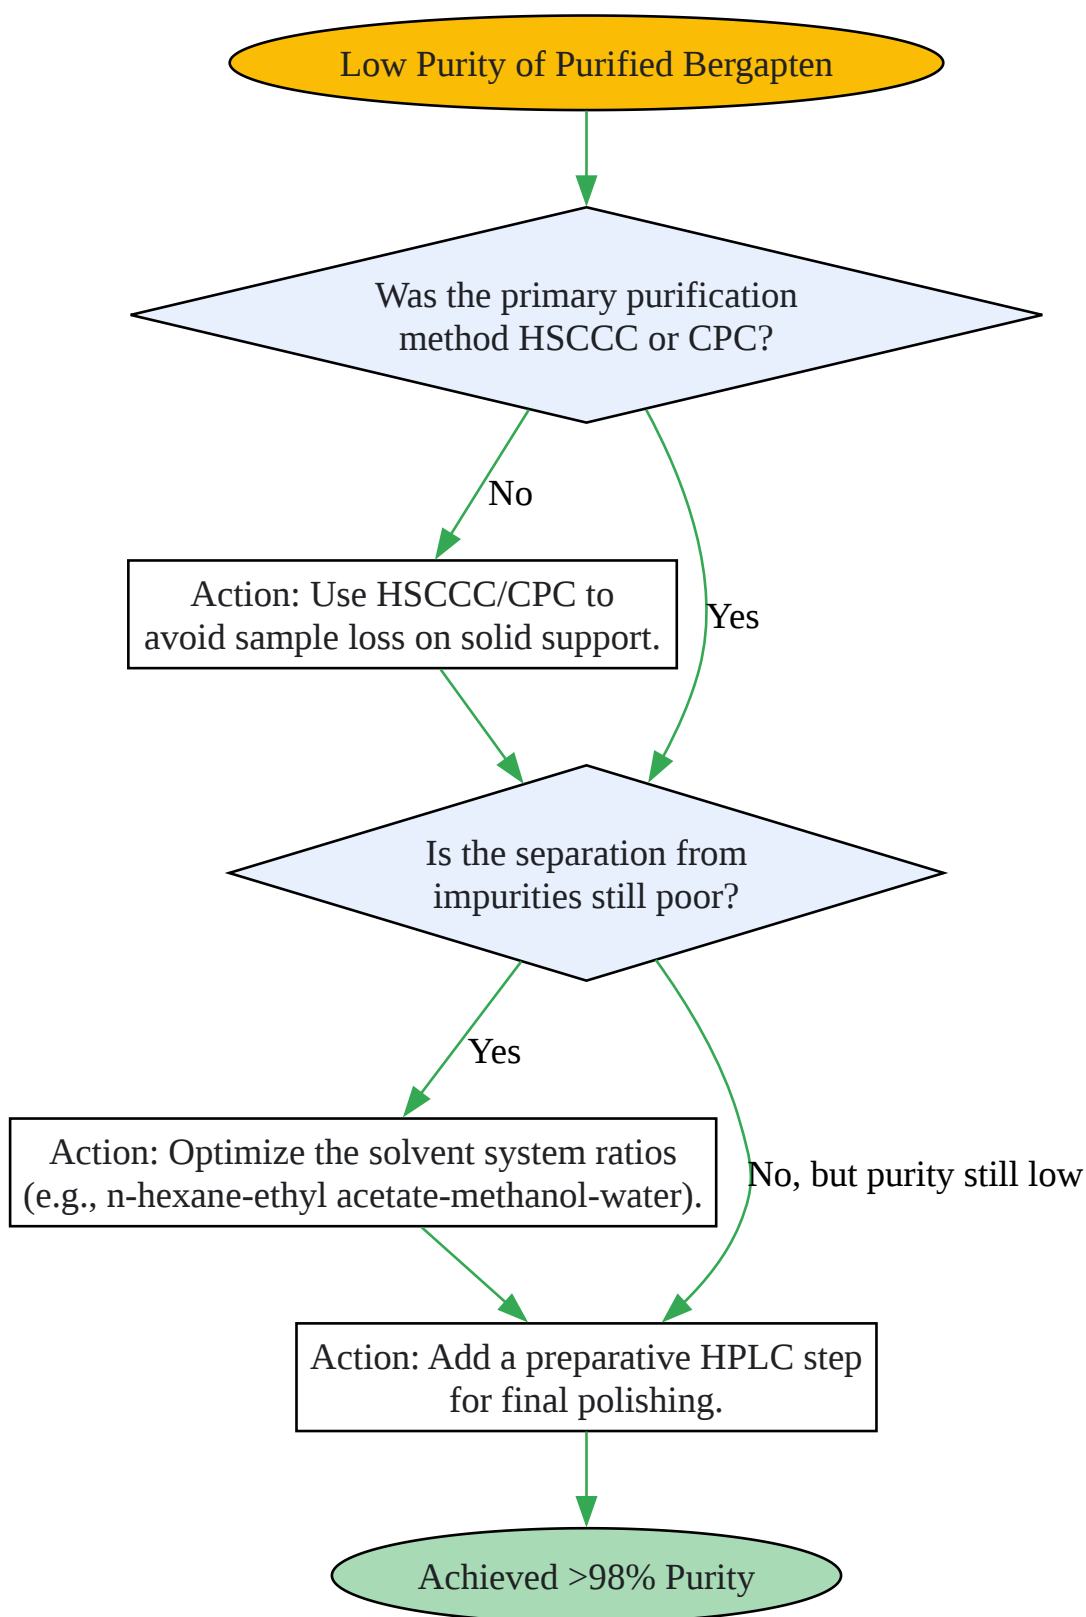 Low Purity of Purified Bergapten
Was the primary purification
method HSCCC or CPC?
No
Action: Use HSCCC/CPC to
avoid sample loss on solid support.
Yes
Is the separation from
impurities still poor?
Yes
Action: Optimize the solvent system ratios
(e.g., n-hexane-ethyl acetate-methanol-water).
No, but purity still low
Action: Add a preparative HPLC step
for final polishing.
Achieved >98% Purity